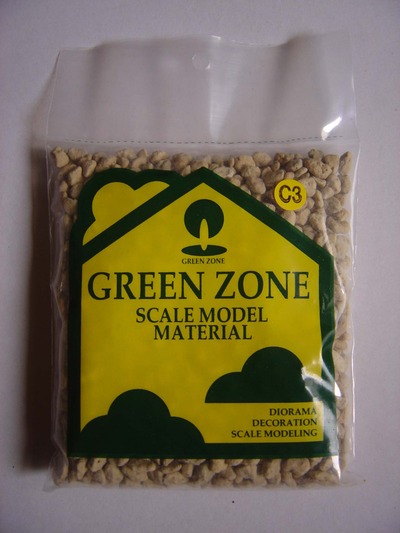 C3
GREEN ZONE
GREEN ZONE
SCALE MODEL
MATERIAL
DIORAMA
DECORATION
SCALE MODELING